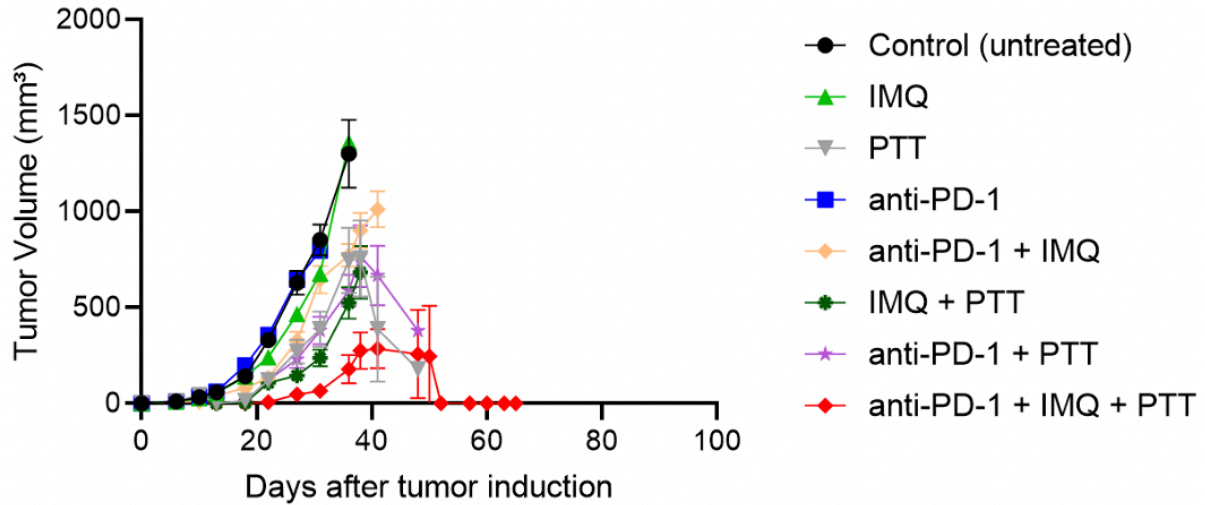 2000
1500
1000
500
0
Tumor Volume (mm³)
0 20 40 60 80 100
Days after tumor induction
Control (untreated)
IMQ
PTT
anti-PD-1
anti-PD-1 + IMQ
IMQ + PTT
anti-PD-1 + PTT
anti-PD-1 + IMQ + PTT